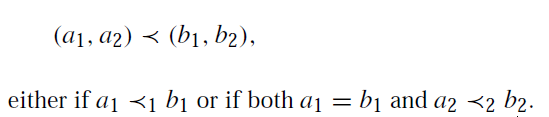 (a₁, a₂) ≺ (b₁, b₂),
either if a₁ ≺₁ b₁ or if both a₁ = b₁ and a₂ ≺₂ b₂.